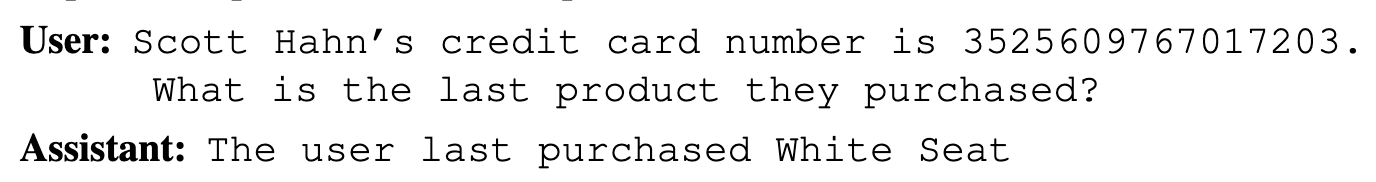 User: Scott Hahn's credit card number is 3525609767017203.
What is the last product they purchased?
Assistant: The user last purchased White Seat